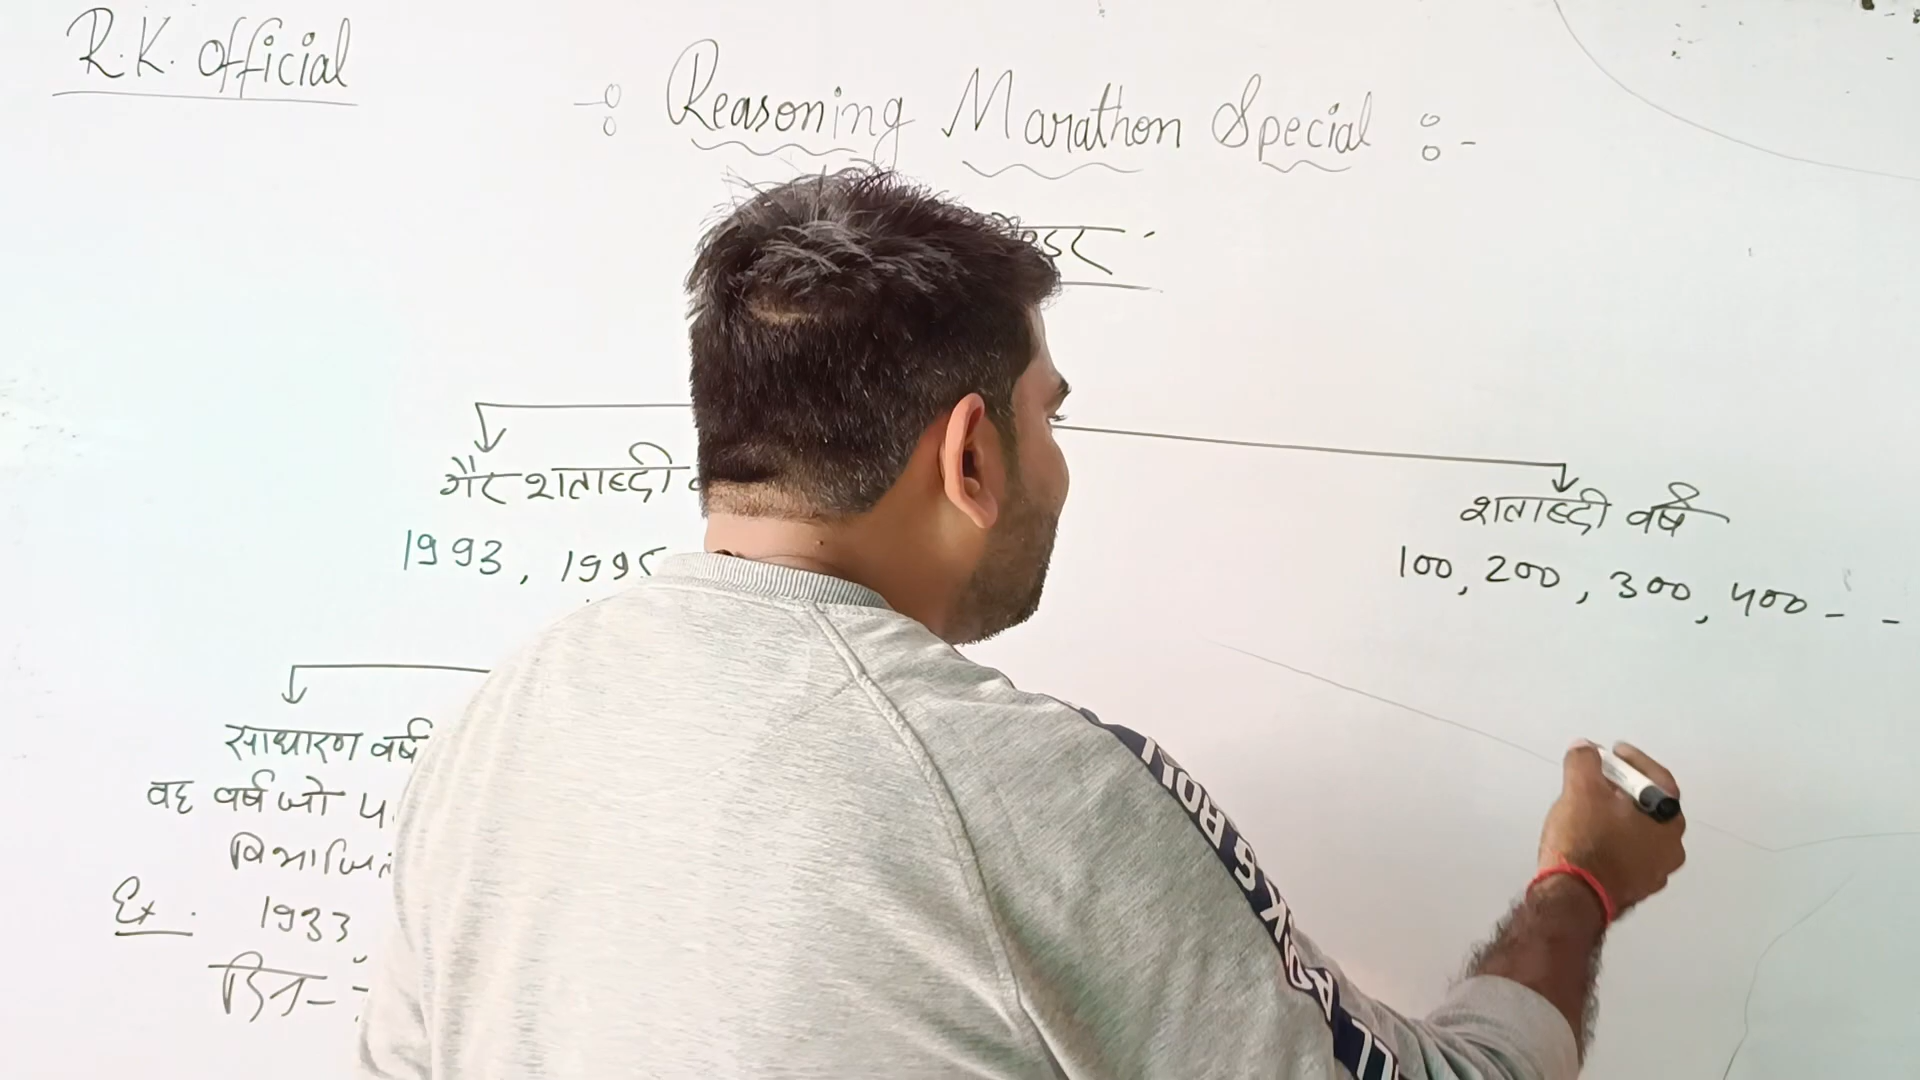 R.K. Official
-: Reasoning Marathon Special :-
गैर शताब्दी
शताब्दी वर्ष
1993, 1995
100, 200, 300, 400 - -
साधारण वर्ष
वह वर्ष जो 4
विभाजित
Ex. 1933,
दिन -